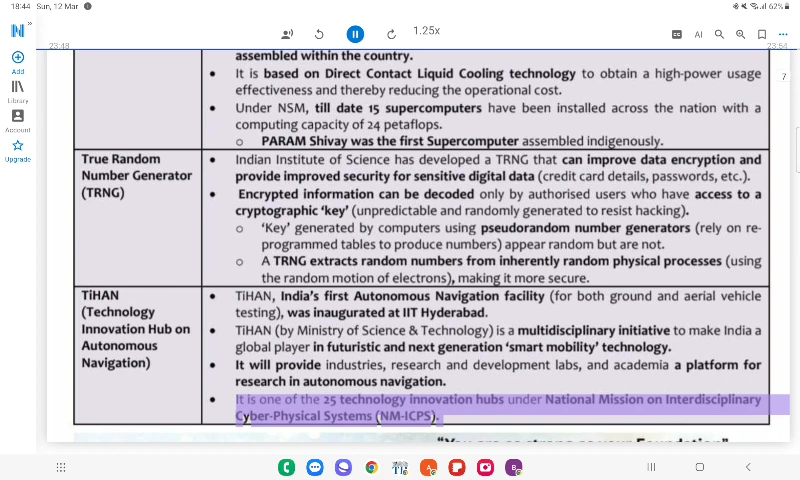 18:44 Sun, 12 Mar
62%
1.25x
CC
AI
23:48
23:54
7
N
Add
Library
Account
Upgrade
assembled within the country.
• It is based on Direct Contact Liquid Cooling technology to obtain a high-power usage
effectiveness and thereby reducing the operational cost.
• Under NSM, till date 15 supercomputers have been installed across the nation with a
computing capacity of 24 petaflops.
o PARAM Shivay was the first Supercomputer assembled indigenously.
True Random
Number Generator
(TRNG)
• Indian Institute of Science has developed a TRNG that can improve data encryption and
provide improved security for sensitive digital data (credit card details, passwords, etc.).
• Encrypted information can be decoded only by authorised users who have access to a
cryptographic ‘key’ (unpredictable and randomly generated to resist hacking).
o ‘Key’ generated by computers using pseudorandom number generators (rely on re-
programmed tables to produce numbers) appear random but are not.
o A TRNG extracts random numbers from inherently random physical processes (using
the random motion of electrons), making it more secure.
TiHAN
(Technology
Innovation Hub on
Autonomous
Navigation)
• TiHAN, India’s first Autonomous Navigation facility (for both ground and aerial vehicle
testing), was inaugurated at IIT Hyderabad.
• TiHAN (by Ministry of Science & Technology) is a multidisciplinary initiative to make India a
global player in futuristic and next generation ‘smart mobility’ technology.
• It will provide industries, research and development labs, and academia a platform for
research in autonomous navigation.
• It is one of the 25 technology innovation hubs under National Mission on Interdisciplinary
Cyber-Physical Systems (NM-ICPS).